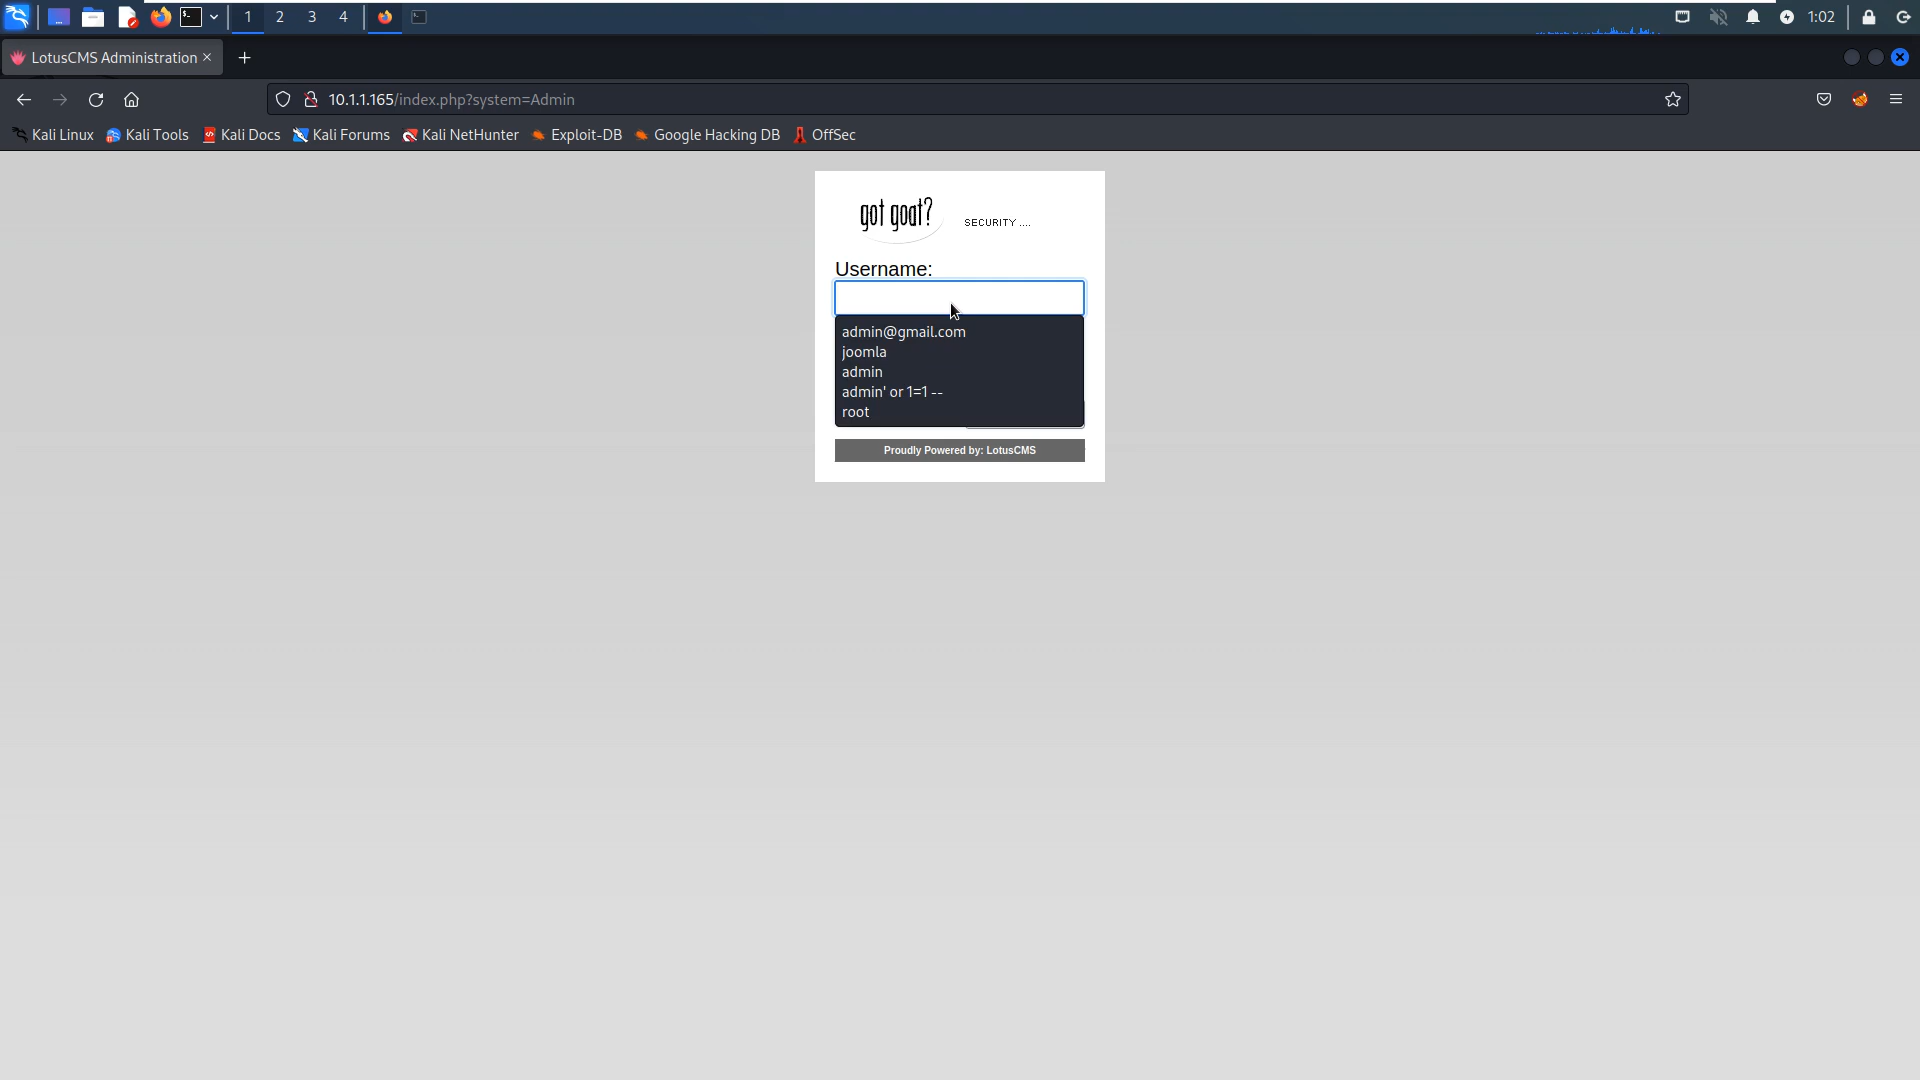 1 2 3 4 1:02
LotusCMS Administration
10.1.1.165/index.php?system=Admin
Kali Linux Kali Tools Kali Docs Kali Forums Kali NetHunter Exploit-DB Google Hacking DB OffSec
got goat? SECURITY ....
Username:
admin@gmail.com
joomla
admin
admin' or 1=1 --
root
Proudly Powered by: LotusCMS